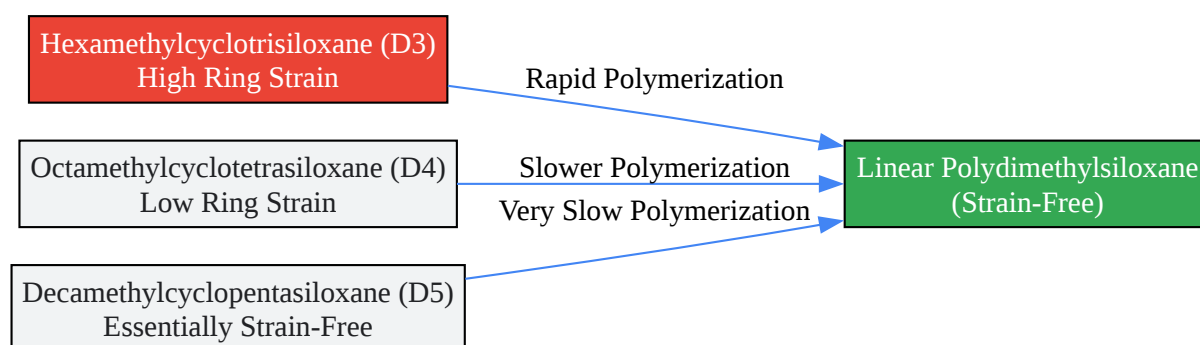 Hexamethylcyclotrisiloxane (D3)
High Ring Strain
Rapid Polymerization
Octamethylcyclotetrasiloxane (D4)
Low Ring Strain
Slower Polymerization
Very Slow Polymerization
Linear Polydimethylsiloxane
(Strain-Free)
Decamethylcyclopentasiloxane (D5)
Essentially Strain-Free